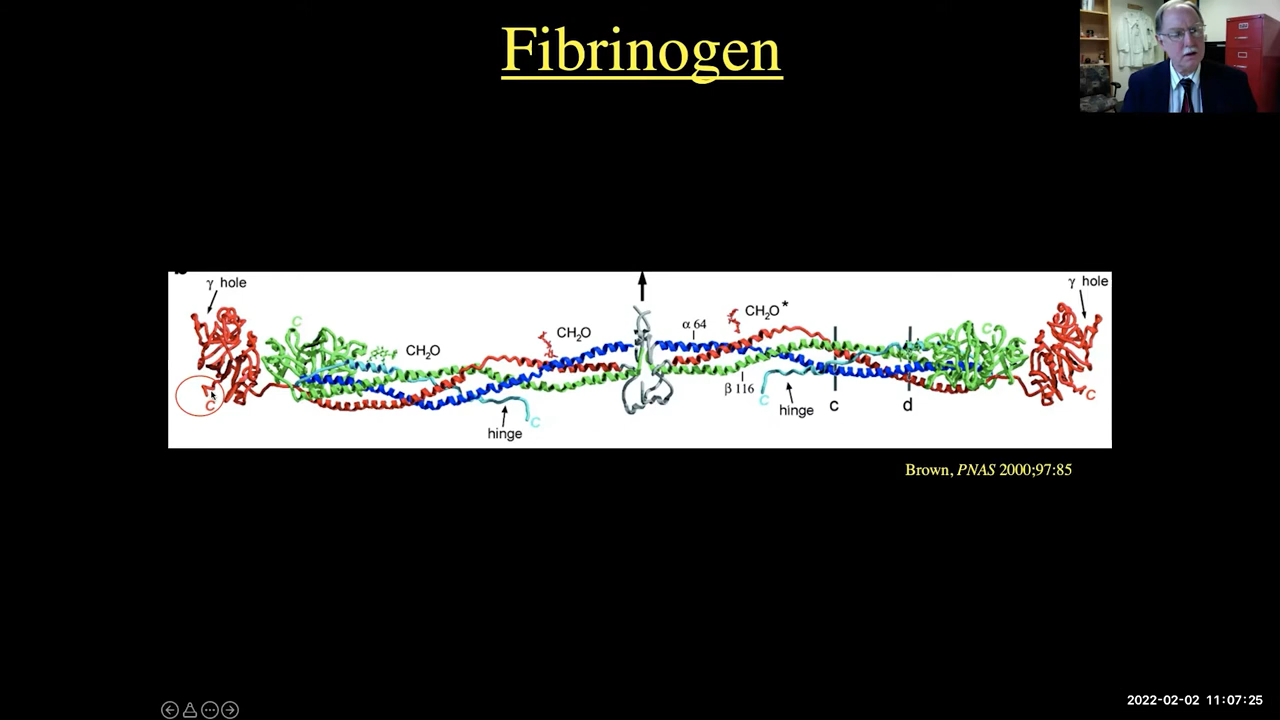 Fibrinogen
γ hole
γ hole
CH₂O *
α 64
CH₂O
C
C
CH₂O
β 116
C
C
C
hinge
c
d
C
hinge
Brown, PNAS 2000;97:85
2022-02-02 11:07:25